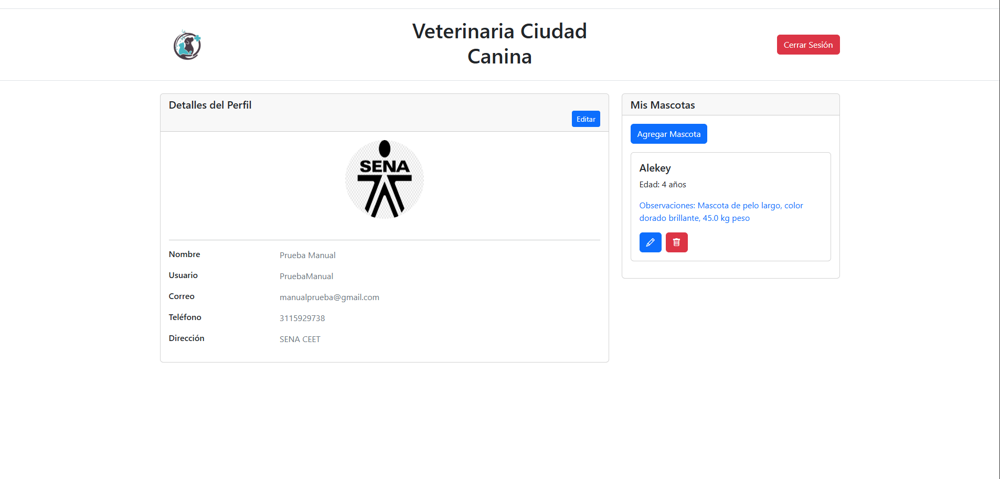 Veterinaria Ciudad
Canina
Cerrar Sesión
Detalles del Perfil
Editar
SENA
Nombre
Prueba Manual
Usuario
PruebaManual
Correo
manualprueba@gmail.com
Teléfono
3115929738
Dirección
SENA CEET
Mis Mascotas
Agregar Mascota
Alekey
Edad: 4 años
Observaciones: Mascota de pelo largo, color
dorado brillante, 45.0 kg peso